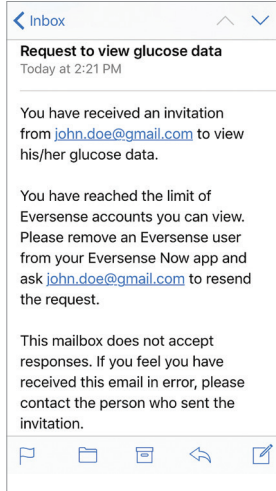 Inbox
Request to view glucose data
Today at 2:21 PM
You have received an invitation
from john.doe@gmail.com to view
his/her glucose data.
You have reached the limit of
Eversense accounts you can view.
Please remove an Eversense user
from your Eversense Now app and
ask john.doe@gmail.com to resend
the request.
This mailbox does not accept
responses. If you feel you have
received this email in error, please
contact the person who sent the
invitation.